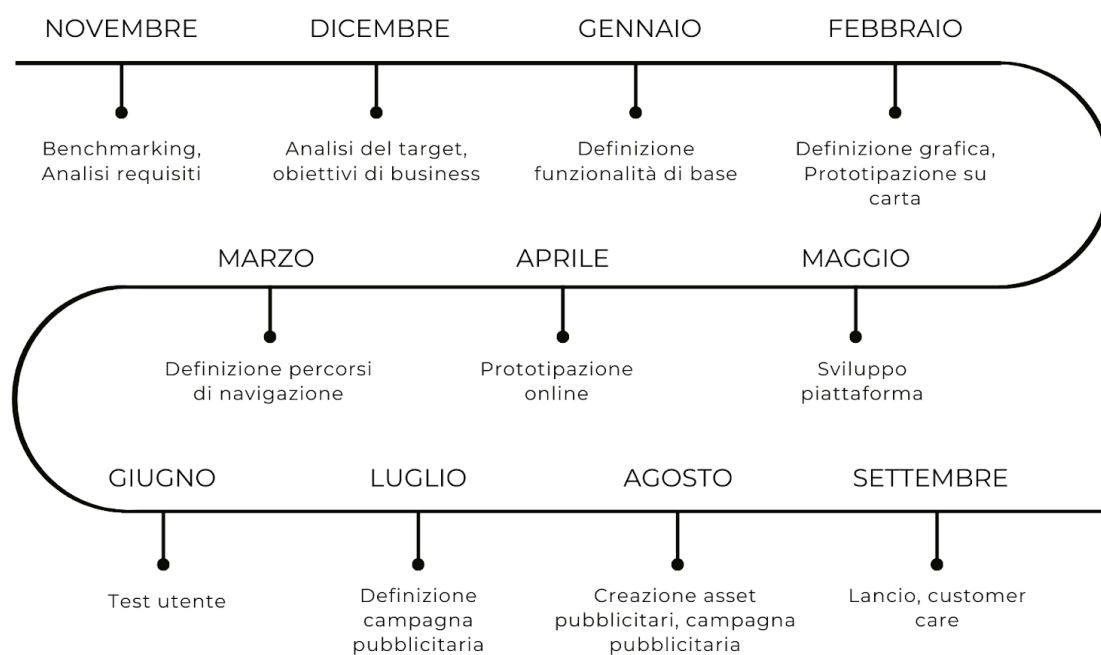 NOVEMBRE
DICEMBRE
GENNAIO
FEBBRAIO
Benchmarking,
Analisi requisiti
Analisi del target,
obiettivi di business
Definizione
funzionalità di base
Definizione grafica,
Prototipazione su
carta
MARZO
APRILE
MAGGIO
Definizione percorsi
di navigazione
Prototipazione
online
Sviluppo
piattaforma
GIUGNO
LUGLIO
AGOSTO
SETTEMBRE
Test utente
Definizione
campagna
pubblicitaria
Creazione asset
pubblicitari, campagna
pubblicitaria
Lancio, customer
care